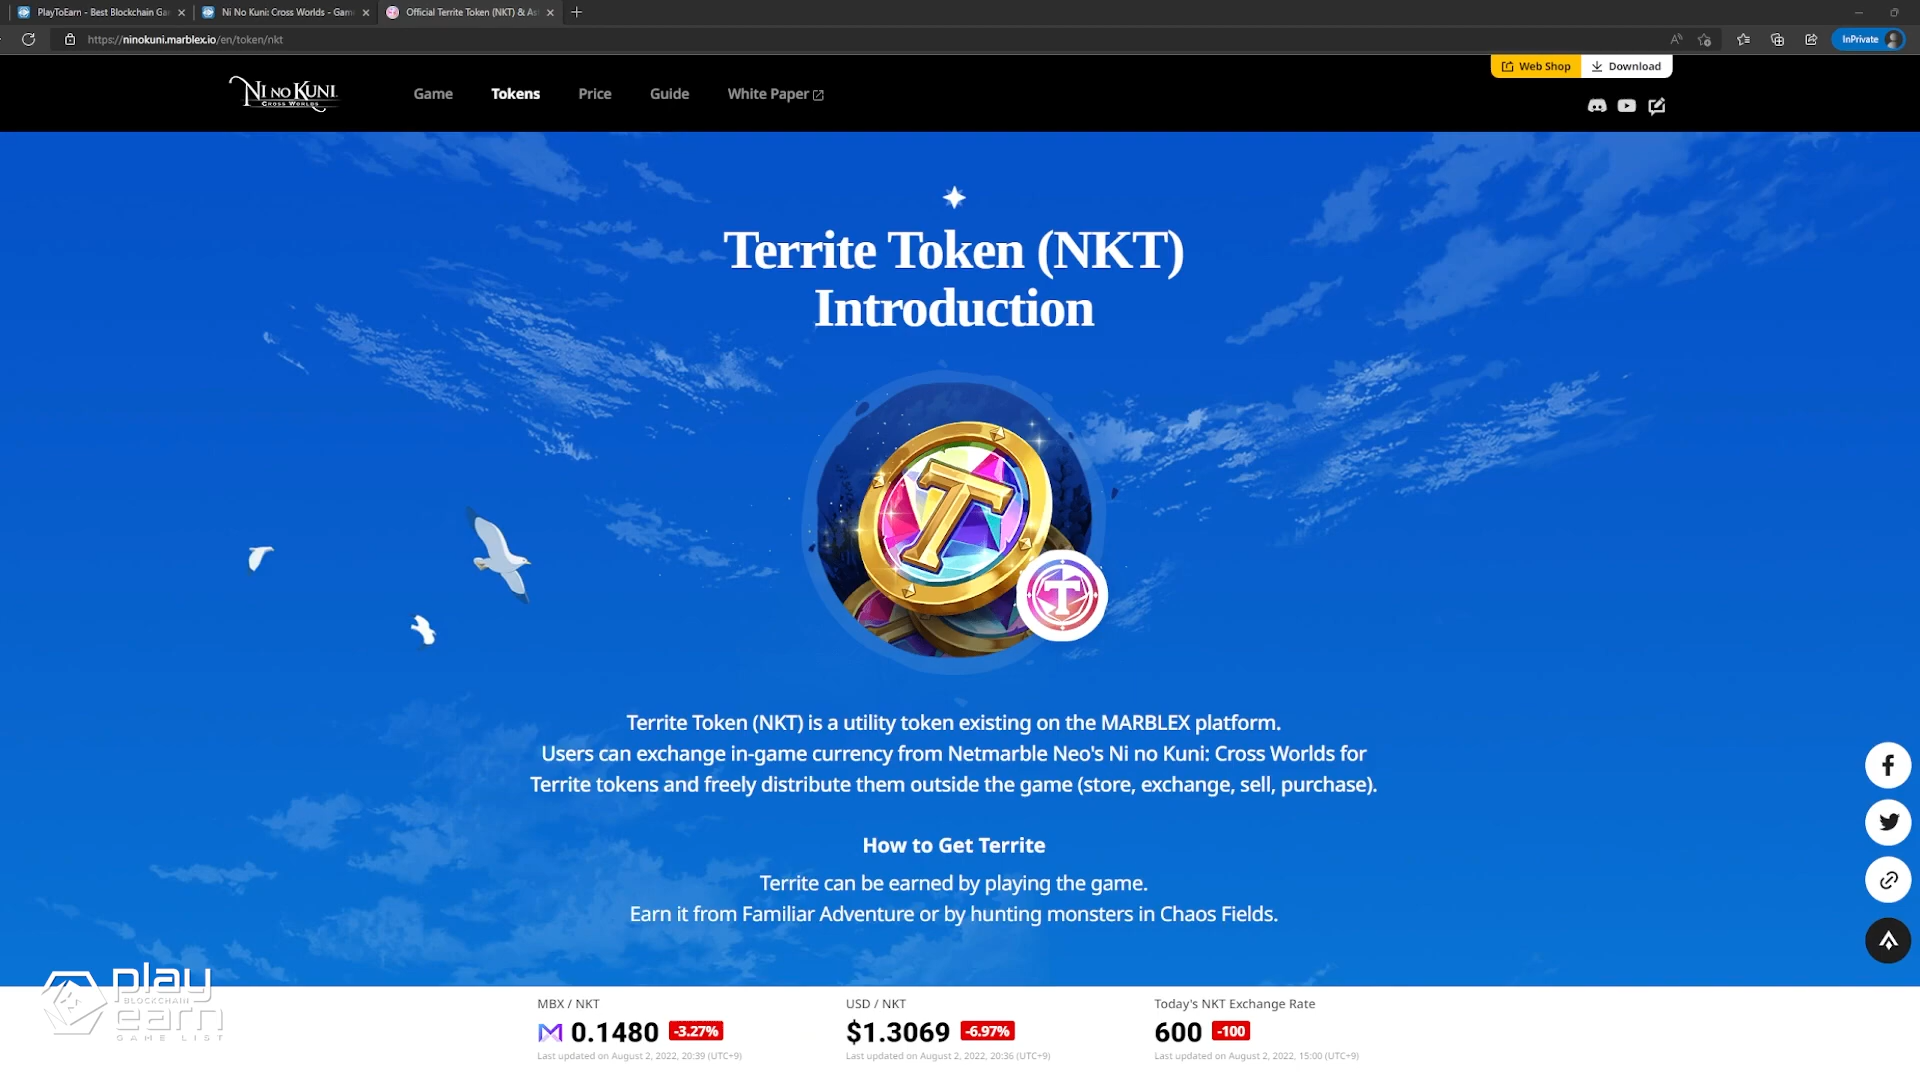 PlayToEarn - Best Blockchain Ga
Ni No Kuni: Cross Worlds - Gam
Official Territe Token (NKT) & As
https://ninokuni.marblex.io/en/token/nkt
InPrivate
Web Shop
Download
NI NO KUNI
CROSS WORLDS
Game
Tokens
Price
Guide
White Paper
Territe Token (NKT)
Introduction
T
T
Territe Token (NKT) is a utility token existing on the MARBLEX platform.
Users can exchange in-game currency from Netmarble Neo's Ni no Kuni: Cross Worlds for
Territe tokens and freely distribute them outside the game (store, exchange, sell, purchase).
How to Get Territe
Territe can be earned by playing the game.
Earn it from Familiar Adventure or by hunting monsters in Chaos Fields.
play
BLOCKCHAIN
earn
GAME LIST
MBX / NKT
0.1480 -3.27%
Last updated on August 2, 2022, 20:39 (UTC+9)
USD / NKT
$1.3069 -6.97%
Last updated on August 2, 2022, 20:36 (UTC+9)
Today's NKT Exchange Rate
600 -100
Last updated on August 2, 2022, 15:00 (UTC+9)